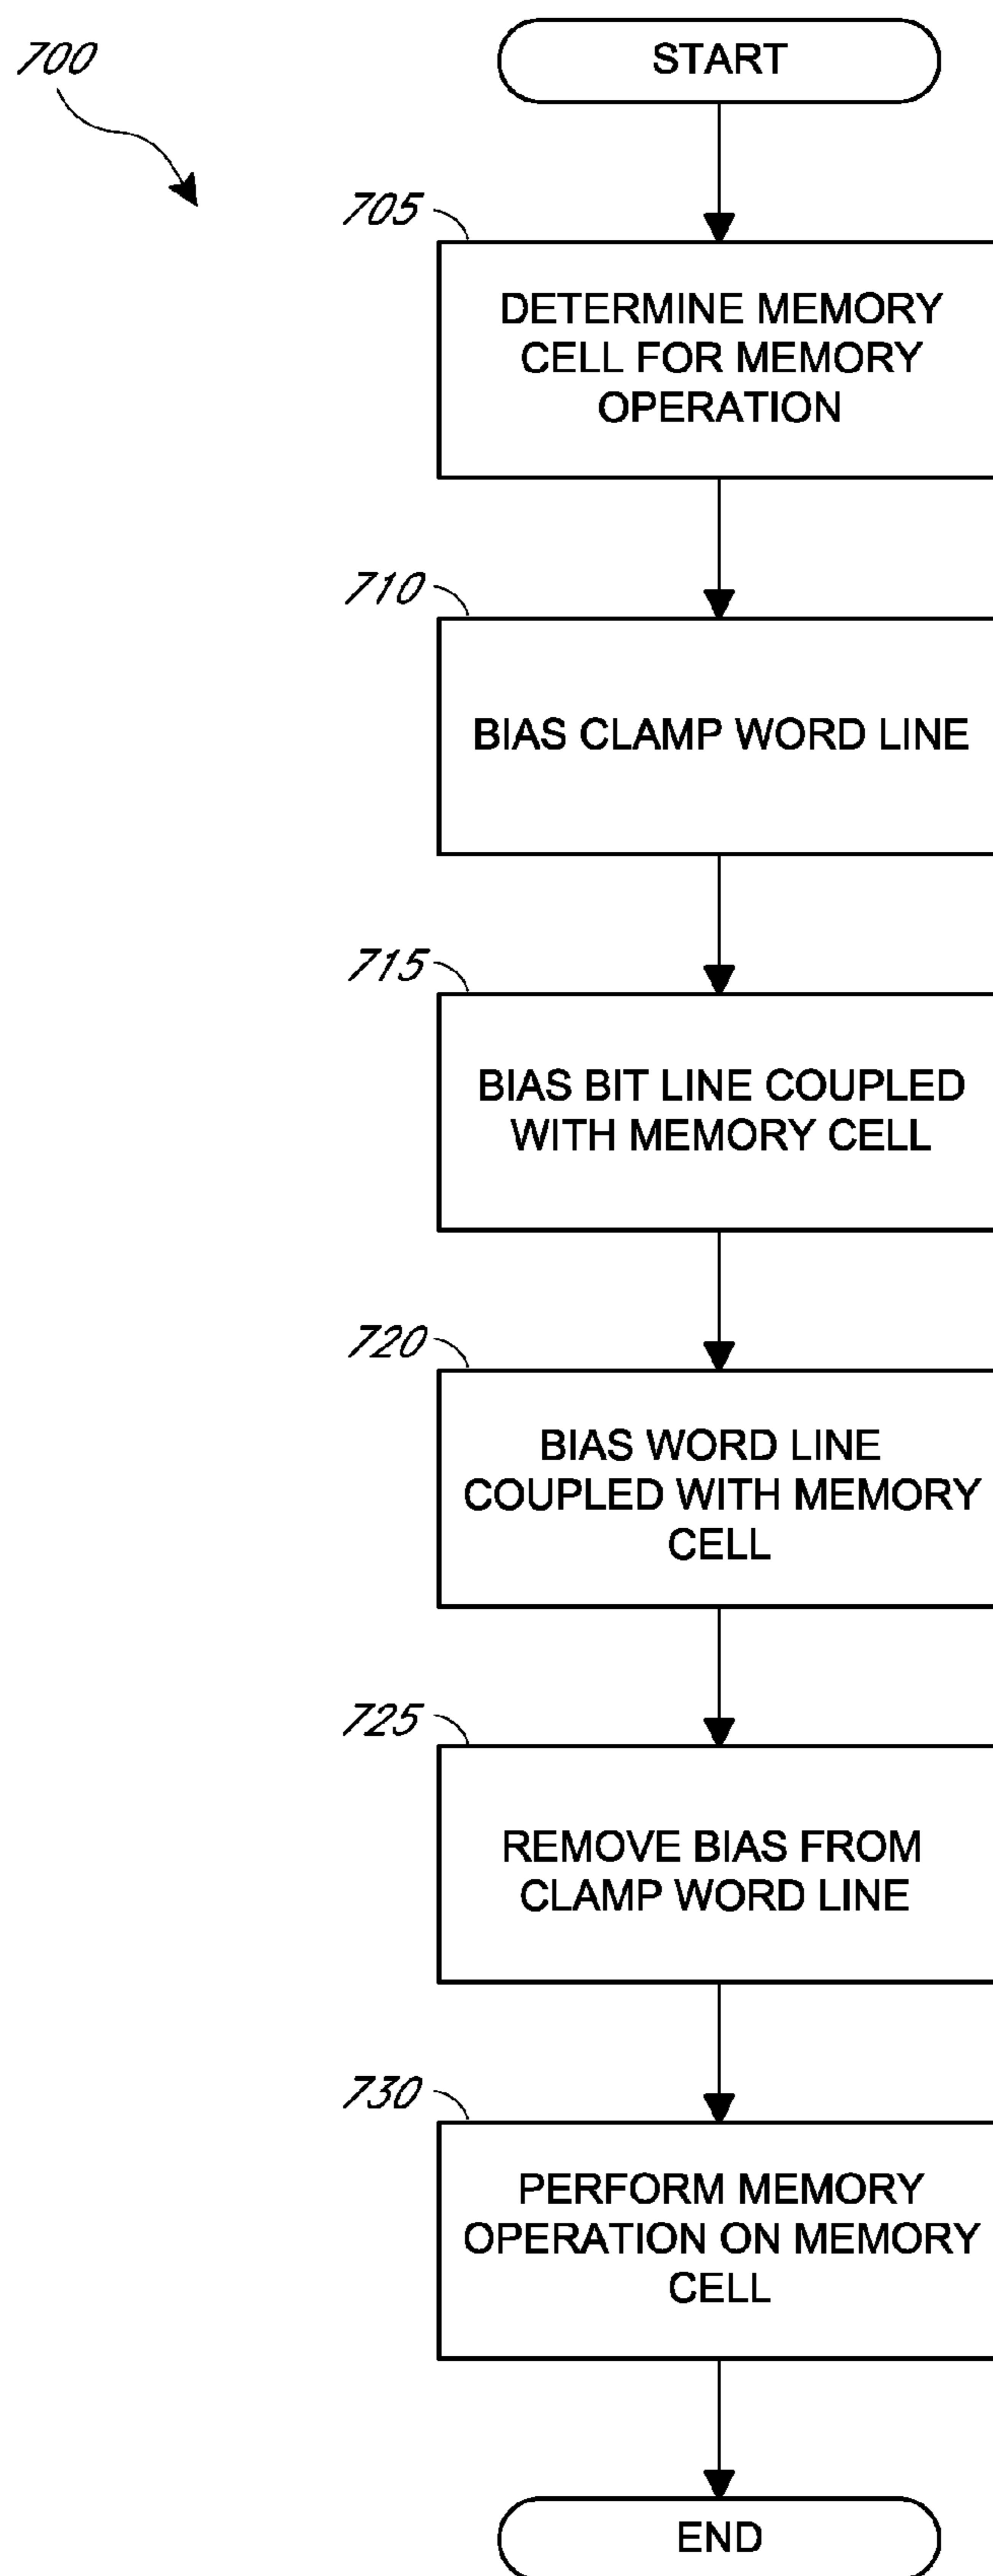 700
START
705
DETERMINE MEMORY
CELL FOR MEMORY
OPERATION
710
BIAS CLAMP WORD LINE
715
BIAS BIT LINE COUPLED
WITH MEMORY CELL
720
BIAS WORD LINE
COUPLED WITH MEMORY
CELL
725
REMOVE BIAS FROM
CLAMP WORD LINE
730
PERFORM MEMORY
OPERATION ON MEMORY
CELL
END